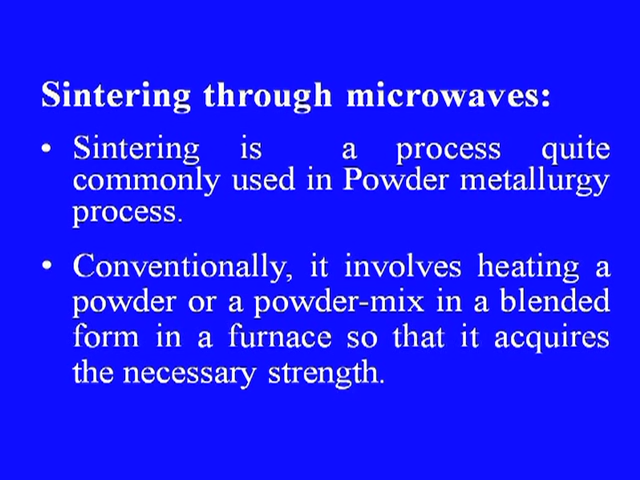 Sintering through microwaves:
• Sintering is a process quite
commonly used in Powder metallurgy
process.
• Conventionally, it involves heating a
powder or a powder-mix in a blended
form in a furnace so that it acquires
the necessary strength.